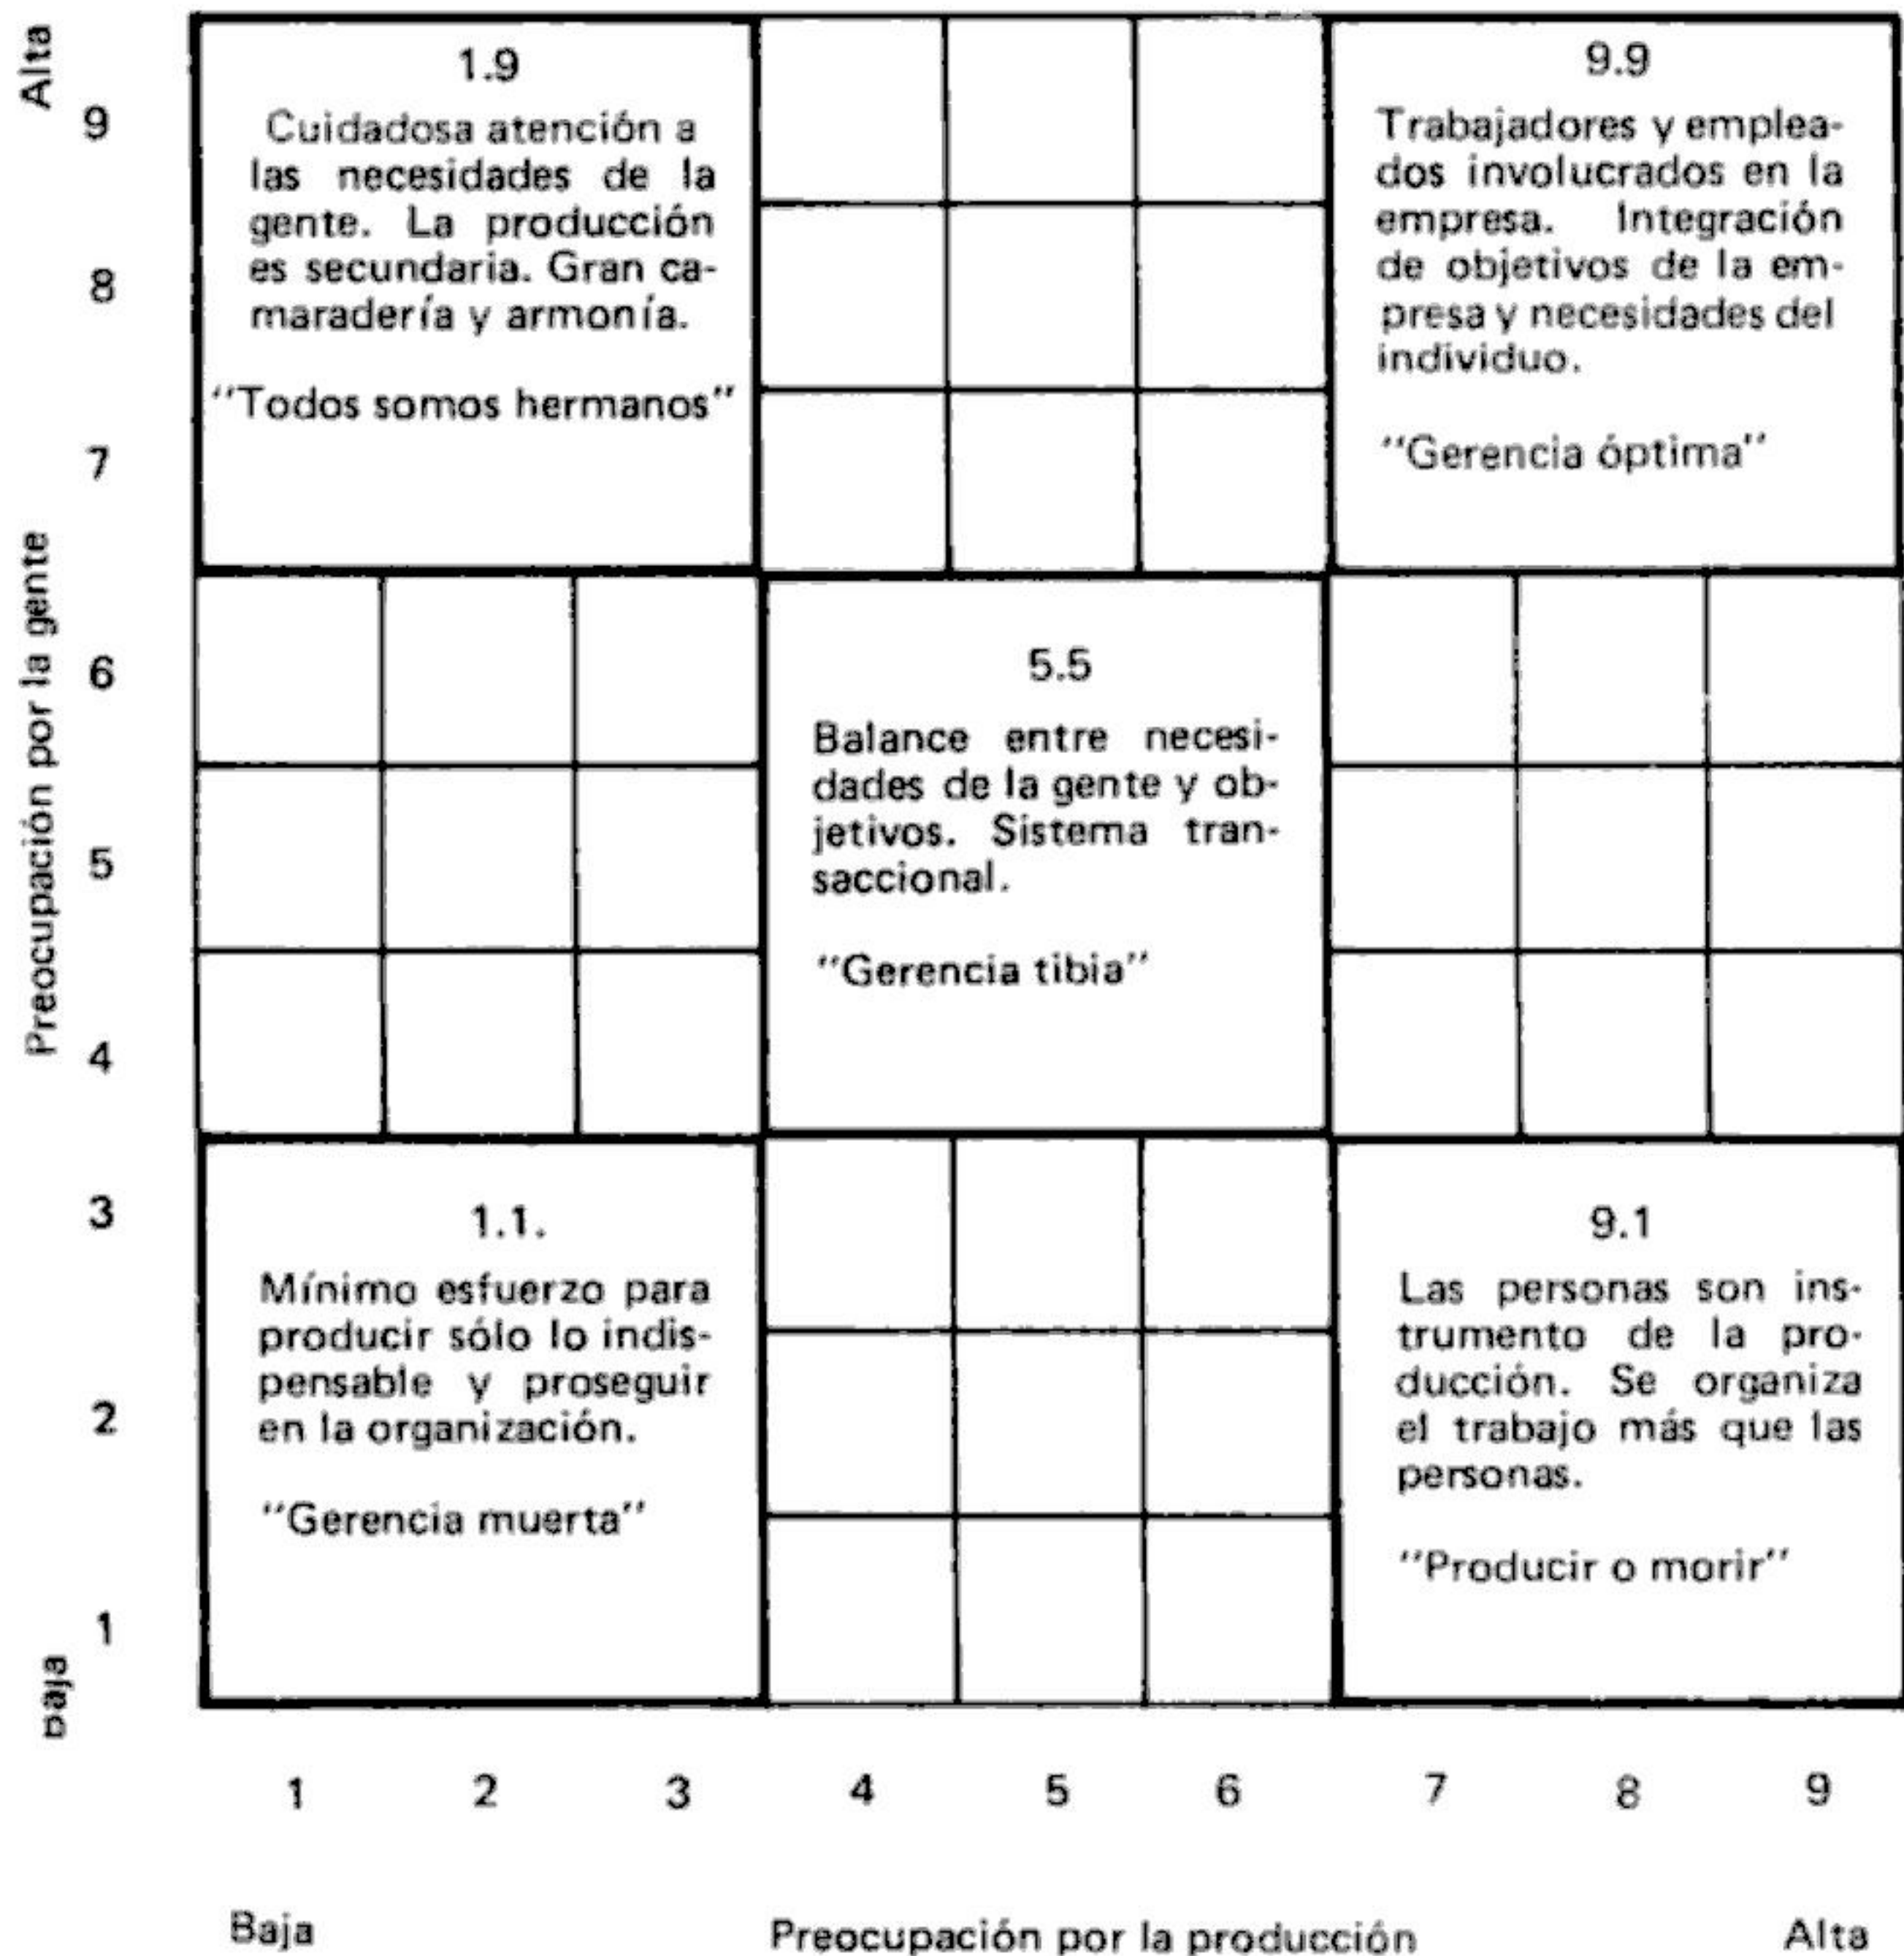 Alta
9
8
7
6
5
4
3
2
1
Baja
Preocupación por la gente
1.9
Cuidadosa atención a
las necesidades de la
gente. La producción
es secundaria. Gran ca-
maradería y armonía.
"Todos somos hermanos"
9.9
Trabajadores y emplea-
dos involucrados en la
empresa. Integración
de objetivos de la em-
presa y necesidades del
individuo.
"Gerencia óptima"
5.5
Balance entre necesi-
dades de la gente y ob-
jetivos. Sistema tran-
saccional.
"Gerencia tibia"
1.1.
Mínimo esfuerzo para
producir sólo lo indis-
pensable y proseguir
en la organización.
"Gerencia muerta"
9.1
Las personas son ins-
trumento de la pro-
ducción. Se organiza
el trabajo más que las
personas.
"Producir o morir"
1 2 3 4 5 6 7 8 9
Baja Preocupación por la producción Alta